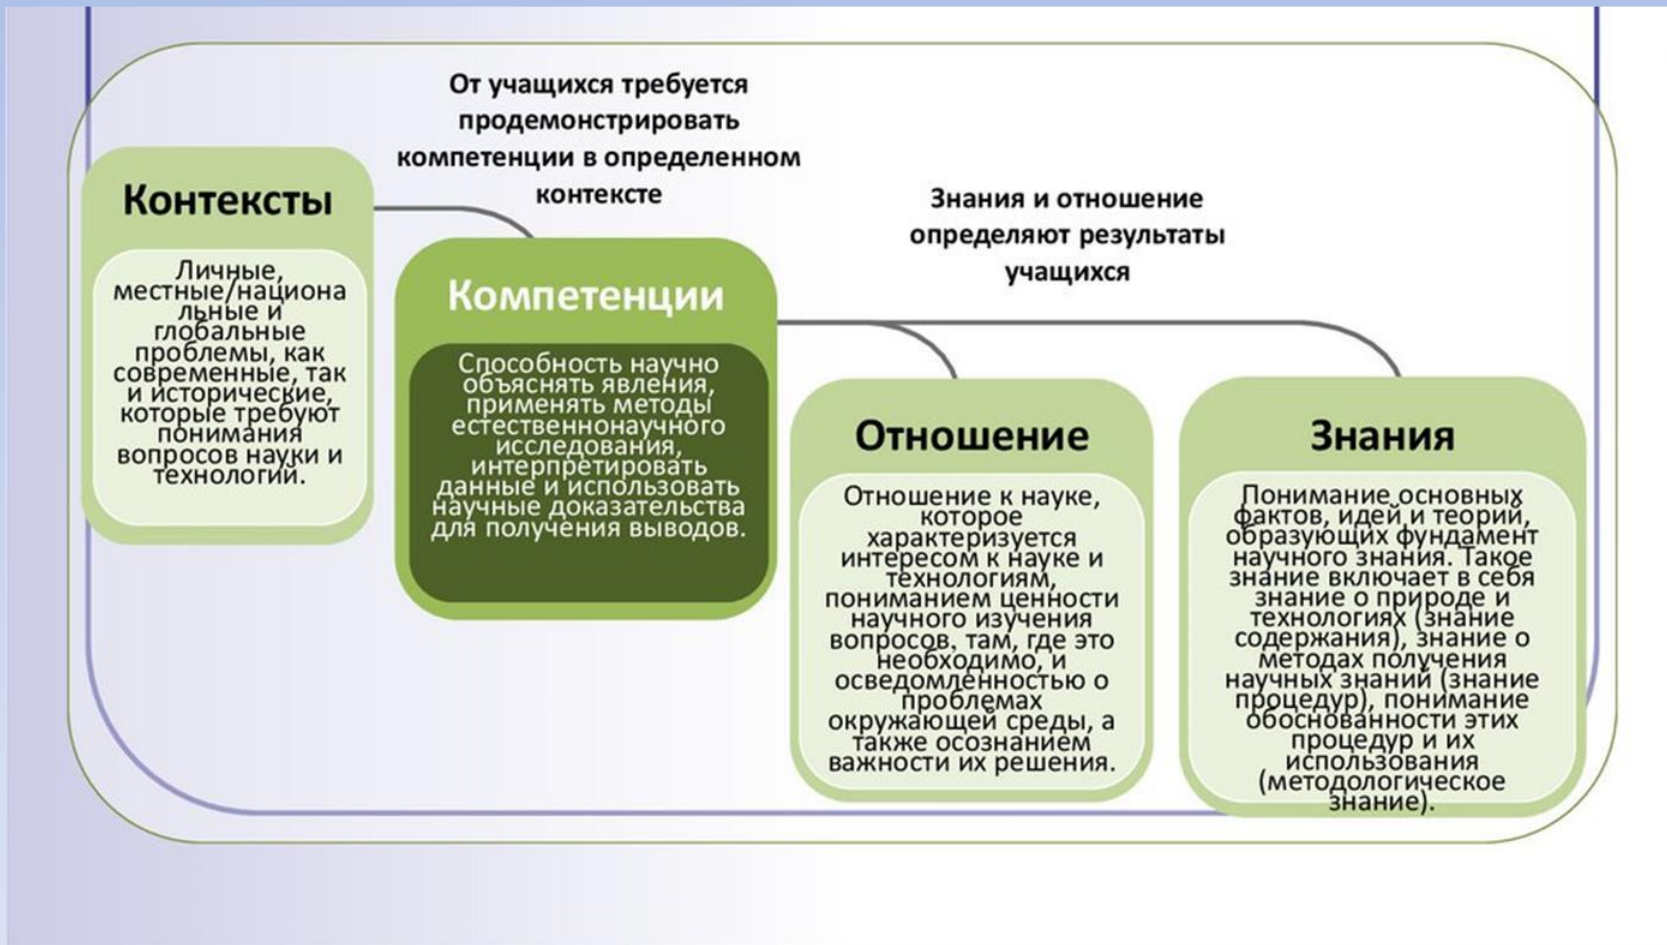 От учащихся требуется
продемонстрировать
компетенции в определенном
контексте
Контексты
Личные,
местные/национа
льные и
глобальные
проблемы, как
современные, так
и исторические,
которые требуют
понимания
вопросов науки и
технологий.
Компетенции
Способность научно
объяснять явления,
применять методы
естественнонаучного
исследования,
интерпретировать
данные и использовать
научные доказательства
для получения выводов.
Знания и отношение
определяют результаты
учащихся
Отношение
Отношение к науке,
которое
характеризуется
интересом к науке и
технологиям,
пониманием ценности
научного изучения
вопросов, там, где это
необходимо, и
осведомленностью о
проблемах
окружающей среды, а
также осознанием
важности их решения.
Знания
Понимание основных
фактов, идей и теорий,
образующих фундамент
научного знания. Такое
знание включает в себя
знание о природе и
технологиях (знание
содержания), знание о
методах получения
научных знаний (знание
процедур), понимание
обоснованности этих
процедур и их
использования
(методологическое
знание).